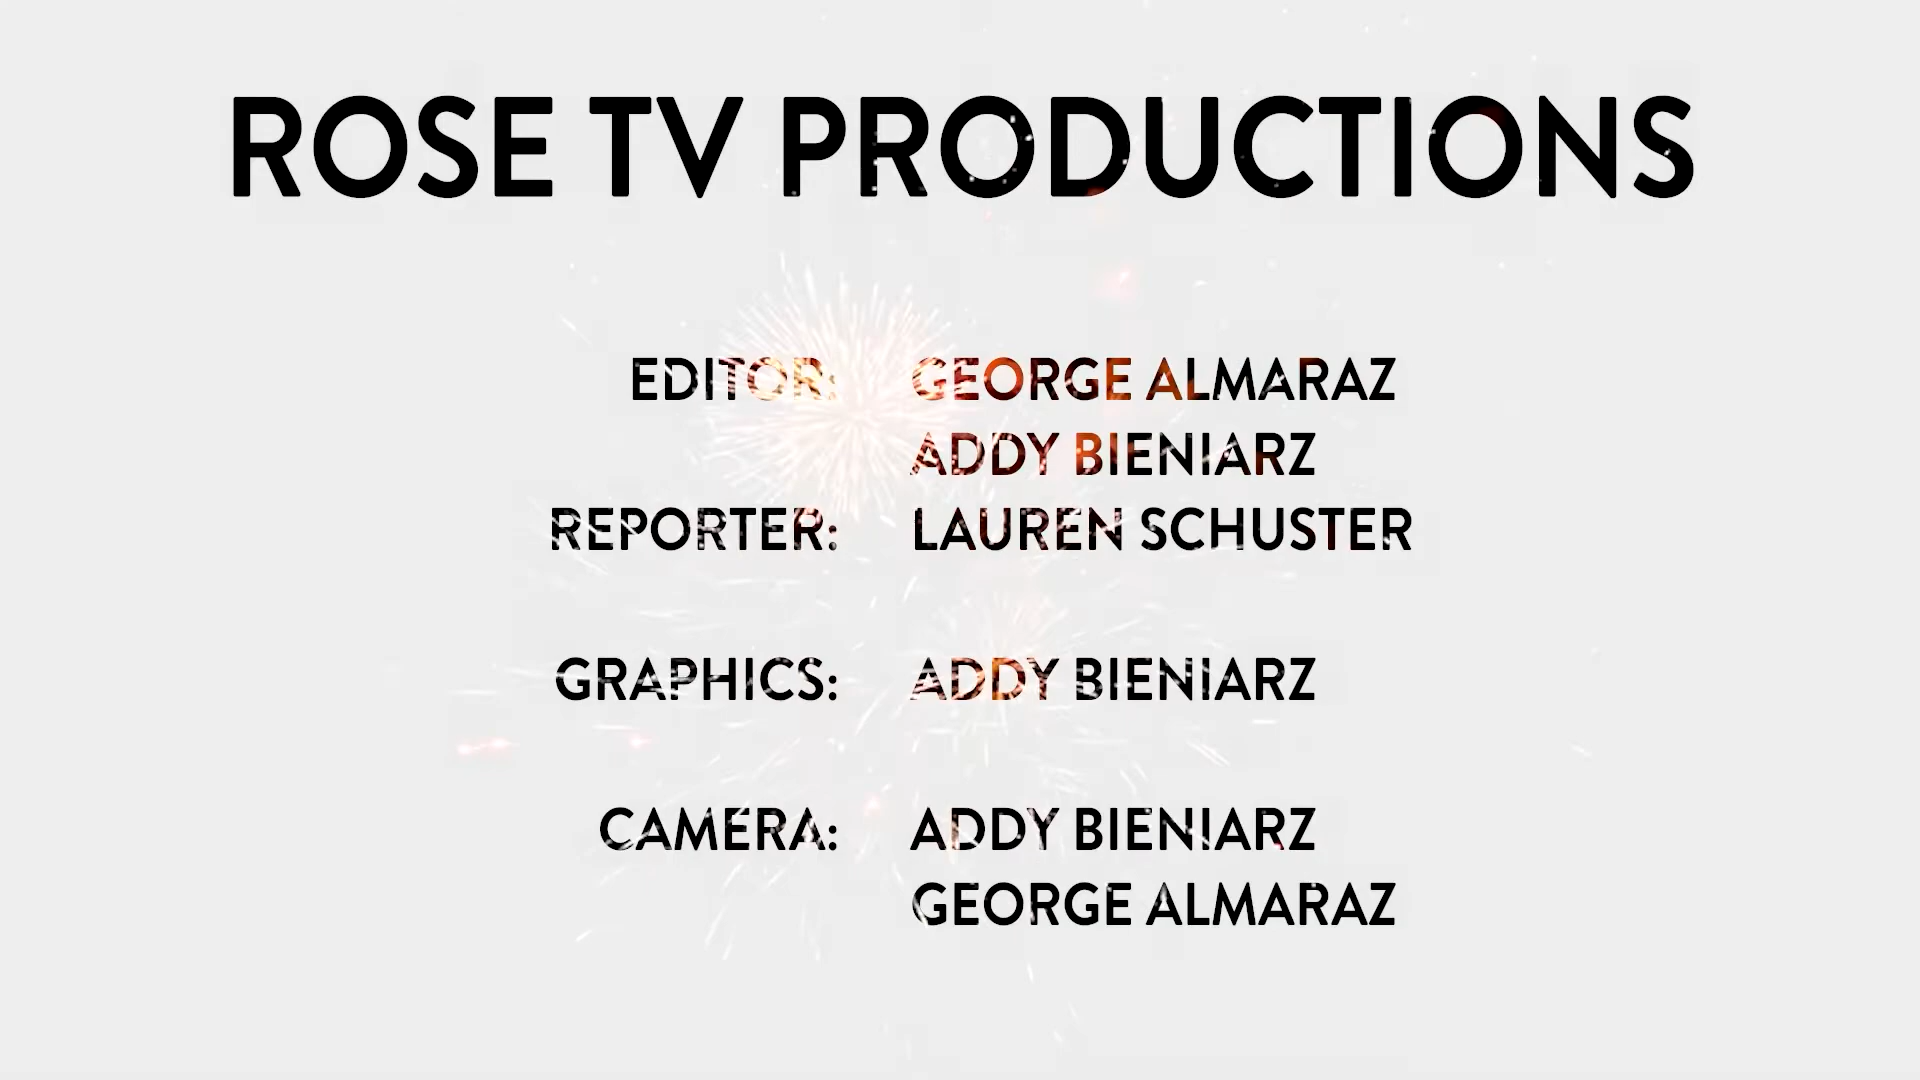 ROSE TV PRODUCTIONS
EDITOR: GEORGE ALMARAZ
ADDY BIENIARZ
REPORTER: LAUREN SCHUSTER
GRAPHICS: ADDY BIENIARZ
CAMERA: ADDY BIENIARZ
GEORGE ALMARAZ